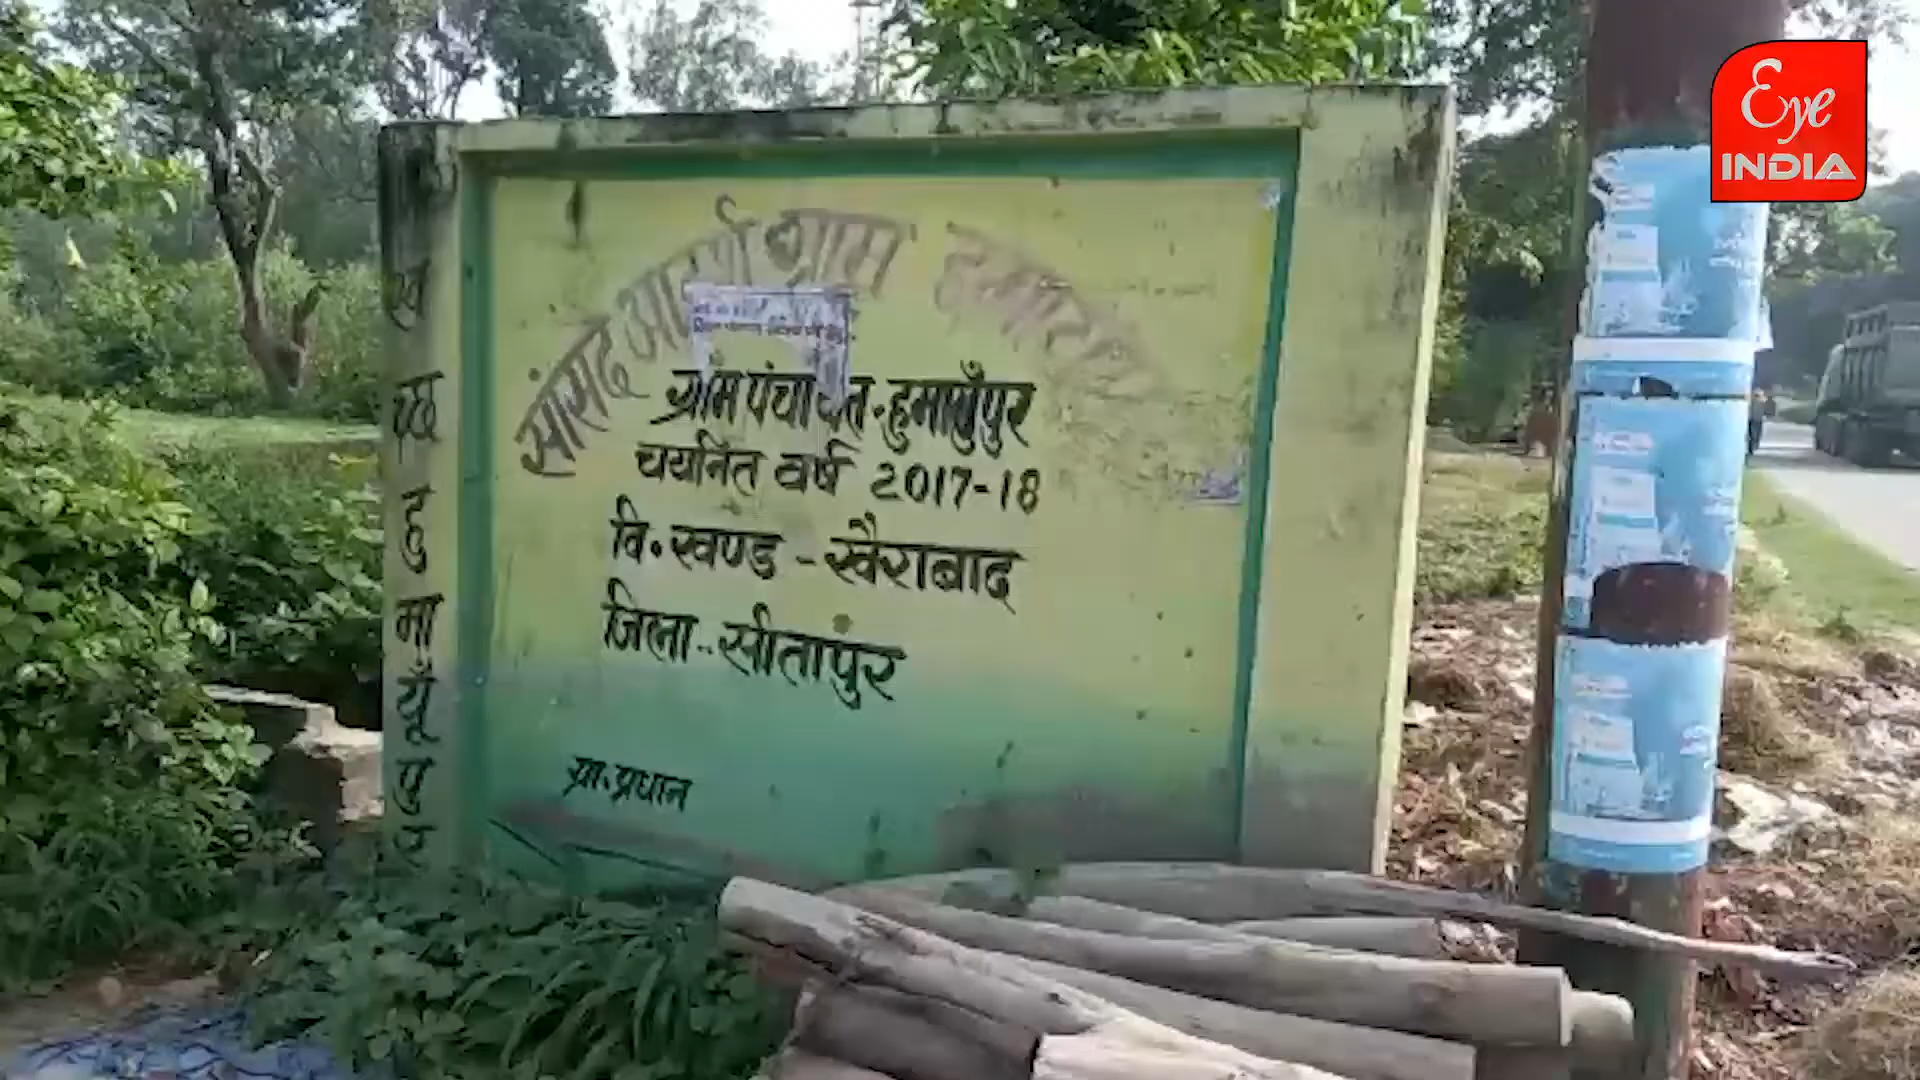 Eye
INDIA
सांसद आदर्श ग्राम
ग्राम पंचायत-हुमायुँपुर
चयनित वर्ष 2017-18
वि. खण्ड - खैराबाद
जिला - सीतापुर
ग्रा. प्रधान
हुमायूँपुर